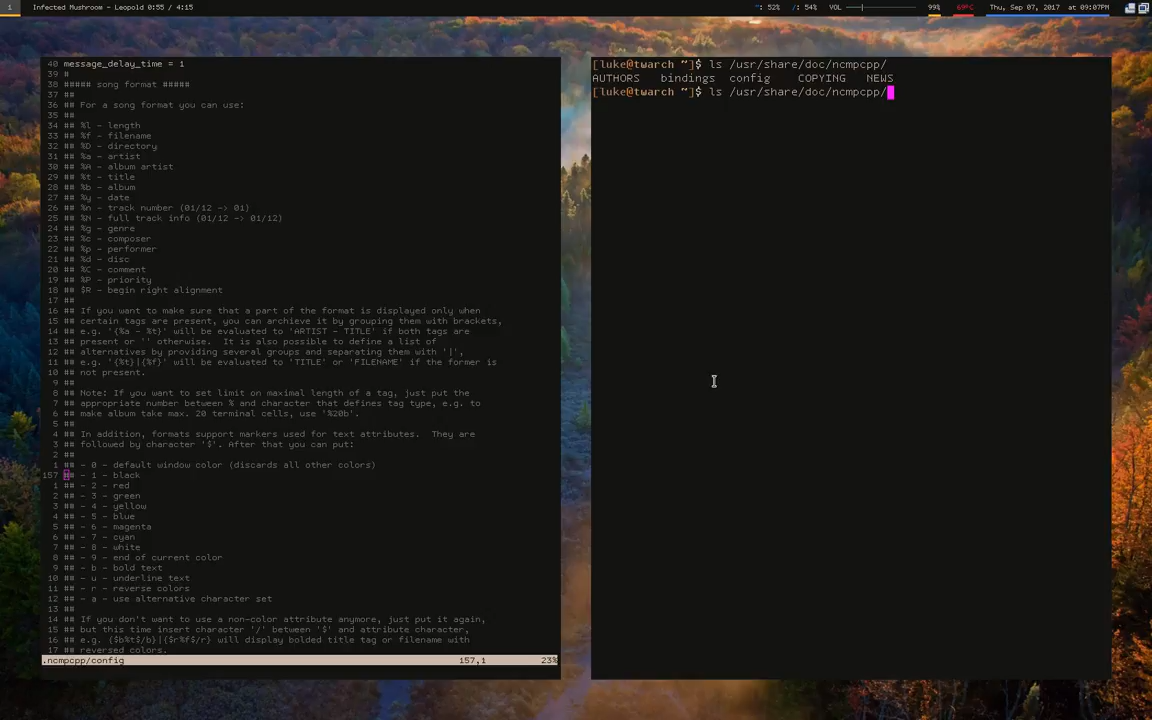 1 Infected Mushroom - Leopold 0:55 / 4:15 ~: 52% /: 54% VOL 99% 69°C Thu, Sep 07, 2017 at 09:07PM
40 message_delay_time = 1
39 #
38 ##### song format #####
37 ##
36 ## For a song format you can use:
35 ##
34 ## %l - length
33 ## %f - filename
32 ## %D - directory
31 ## %a - artist
30 ## %A - album artist
29 ## %t - title
28 ## %b - album
27 ## %y - date
26 ## %n - track number (01/12 -> 01)
25 ## %N - full track info (01/12 -> 01/12)
24 ## %g - genre
23 ## %c - composer
22 ## %p - performer
21 ## %d - disc
20 ## %C - comment
19 ## %P - priority
18 ## $R - begin right alignment
17 ##
16 ## If you want to make sure that a part of the format is displayed only when
15 ## certain tags are present, you can archieve it by grouping them with brackets,
14 ## e.g. '{%a - %t}' will be evaluated to 'ARTIST - TITLE' if both tags are
13 ## present or '' otherwise.  It is also possible to define a list of
12 ## alternatives by providing several groups and separating them with '|',
11 ## e.g. '{%t}|{%f}' will be evaluated to 'TITLE' or 'FILENAME' if the former is
10 ## not present.
9 ##
8 ## Note: If you want to set limit on maximal length of a tag, just put the
7 ## appropriate number between % and character that defines tag type, e.g. to
6 ## make album take max. 20 terminal cells, use '%20b'.
5 ##
4 ## In addition, formats support markers used for text attributes.  They are
3 ## followed by character '$'. After that you can put:
2 ##
1 ## - 0 - default window color (discards all other colors)
157 ## - 1 - black
1 ## - 2 - red
2 ## - 3 - green
3 ## - 4 - yellow
4 ## - 5 - blue
5 ## - 6 - magenta
6 ## - 7 - cyan
7 ## - 8 - white
8 ## - 9 - end of current color
9 ## - b - bold text
10 ## - u - underline text
11 ## - r - reverse colors
12 ## - a - use alternative character set
13 ##
14 ## If you don't want to use a non-color attribute anymore, just put it again,
15 ## but this time insert character '/' between '$' and attribute character,
16 ## e.g. {$b%t$/b}|{$r%f$/r} will display bolded title tag or filename with
17 ## reversed colors.
.ncmpcpp/config 157,1 23%
[luke@twarch ~]$ ls /usr/share/doc/ncmpcpp/
AUTHORS bindings config COPYING NEWS
[luke@twarch ~]$ ls /usr/share/doc/ncmpcpp/